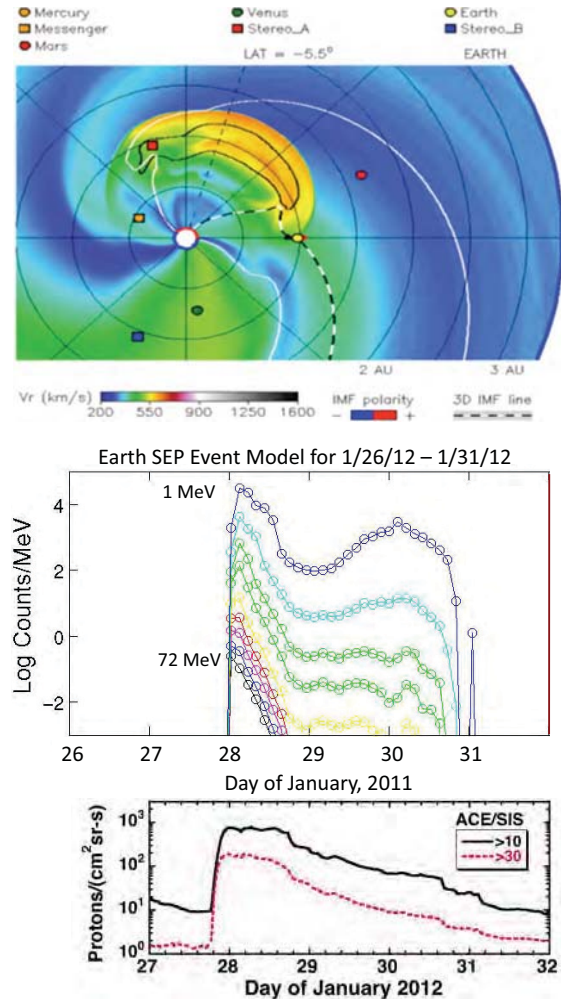 Mercury Venus Earth
Messenger Stereo_A Stereo_B
Mars LAT = −5.5° EARTH
2 AU 3 AU
Vr (km/s) IMF polarity 3D IMF line
200 550 900 1250 1600 − +
Earth SEP Event Model for 1/26/12 – 1/31/12
1 MeV
4
2
0
72 MeV
−2
Log Counts/MeV
26 27 28 29 30 31
Day of January, 2011
ACE/SIS
>10
>30
10³
10²
10¹
10⁰
Protons/(cm²sr-s)
27 28 29 30 31 32
Day of January 2012